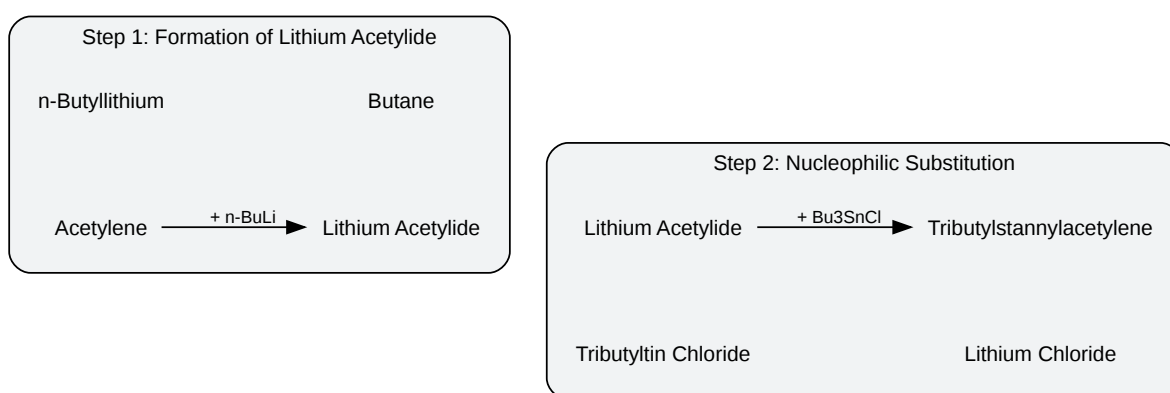 Step 1: Formation of Lithium Acetylide
n-Butyllithium
Butane
Acetylene
+ n-BuLi
Lithium Acetylide
Step 2: Nucleophilic Substitution
Lithium Acetylide
+ Bu3SnCl
Tributylstannylacetylene
Tributyltin Chloride
Lithium Chloride